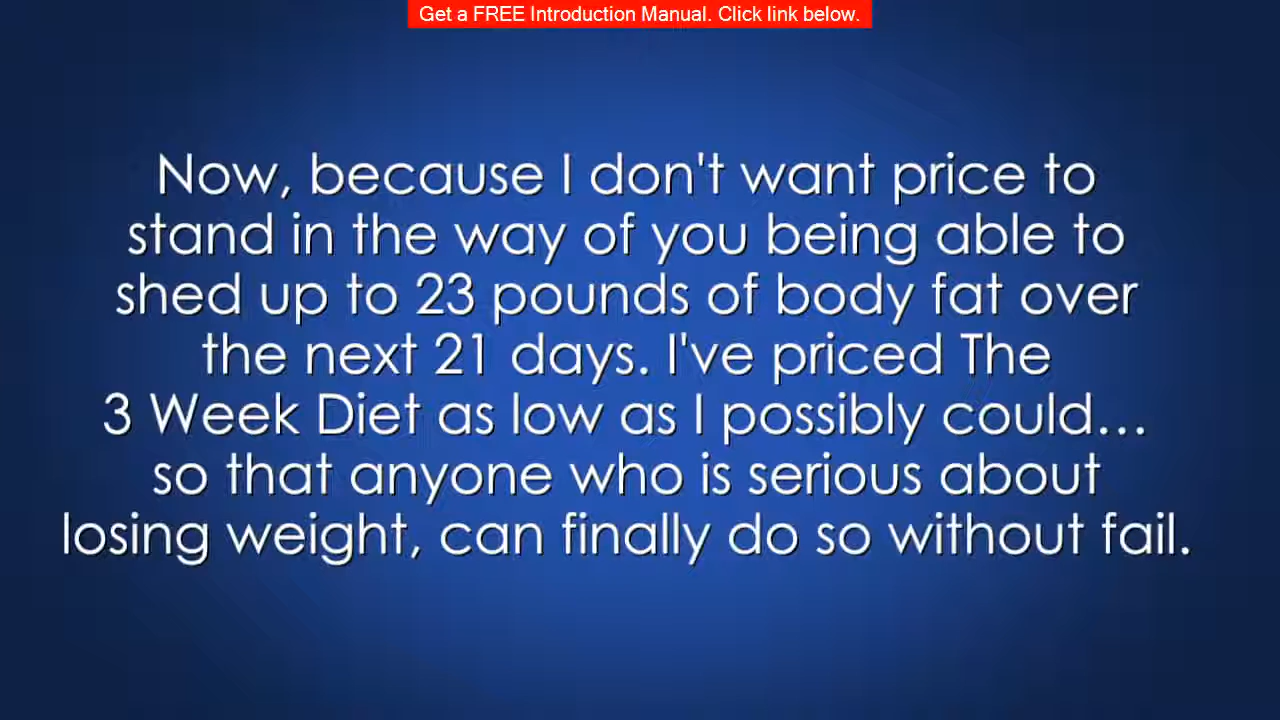 Get a FREE Introduction Manual. Click link below.
Now, because I don't want price to
stand in the way of you being able to
shed up to 23 pounds of body fat over
the next 21 days. I've priced The
3 Week Diet as low as I possibly could...
so that anyone who is serious about
losing weight, can finally do so without fail.